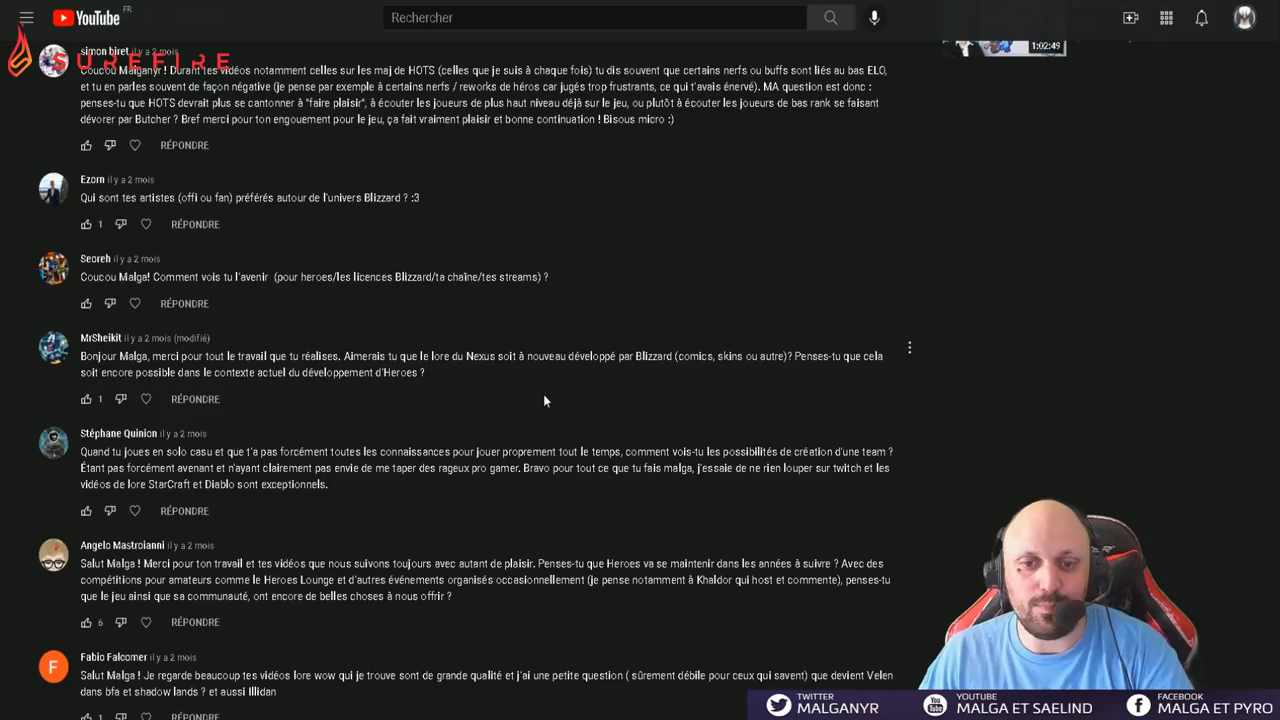 FR
YouTube
Rechercher
SUREFIRE
1:02:49
simon biret il y a 2 mois
Coucou Malganyr ! Durant tes vidéos notamment celles sur les maj de HOTS (celles que je suis à chaque fois) tu dis souvent que certains nerfs ou buffs sont liés au bas ELO,
et tu en parles souvent de façon négative (je pense par exemple à certains nerfs / reworks de héros car jugés trop frustrants, ce qui t'avais énervé). MA question est donc :
penses-tu que HOTS devrait plus se cantonner à "faire plaisir", à écouter les joueurs de plus haut niveau déjà sur le jeu, ou plutôt à écouter les joueurs de bas rank se faisant
dévorer par Butcher ? Bref merci pour ton engouement pour le jeu, ça fait vraiment plaisir et bonne continuation ! Bisous micro :)
RÉPONDRE
Ezorn il y a 2 mois
Qui sont tes artistes (offi ou fan) préférés autour de l'univers Blizzard ? :3
1 RÉPONDRE
Seoreh il y a 2 mois
Coucou Malga! Comment vois tu l'avenir (pour heroes/les licences Blizzard/ta chaîne/tes streams) ?
RÉPONDRE
MrSheikit il y a 2 mois (modifié)
Bonjour Malga, merci pour tout le travail que tu réalises. Aimerais tu que le lore du Nexus soit à nouveau développé par Blizzard (comics, skins ou autre)? Penses-tu que cela
soit encore possible dans le contexte actuel du développement d'Heroes ?
1 RÉPONDRE
Stéphane Quinion il y a 2 mois
Quand tu joues en solo casu et que t'a pas forcément toutes les connaissances pour jouer proprement tout le temps, comment vois-tu les possibilités de création d'une team ?
Étant pas forcément avenant et n'ayant clairement pas envie de me taper des rageux pro gamer. Bravo pour tout ce que tu fais malga, j'essaie de ne rien louper sur twitch et les
vidéos de lore StarCraft et Diablo sont exceptionnels.
RÉPONDRE
Angelo Mastroianni il y a 2 mois
Salut Malga ! Merci pour ton travail et tes vidéos que nous suivons toujours avec autant de plaisir. Penses-tu que Heroes va se maintenir dans les années à suivre ? Avec des
compétitions pour amateurs comme le Heroes Lounge et d'autres événements organisés occasionnellement (je pense notamment à Khaldor qui host et commente), penses-tu
que le jeu ainsi que sa communauté, ont encore de belles choses à nous offrir ?
6 RÉPONDRE
F
Fabio Falcomer il y a 2 mois
Salut Malga ! Je regarde beaucoup tes vidéos lore wow qui je trouve sont de grande qualité et j'ai une petite question ( sûrement débile pour ceux qui savent) que devient Velen
dans bfa et shadow lands ? et aussi Illidan
1 RÉPONDRE
TWITTER
MALGANYR
YOUTUBE
MALGA ET SAELIND
FACEBOOK
MALGA ET PYRO